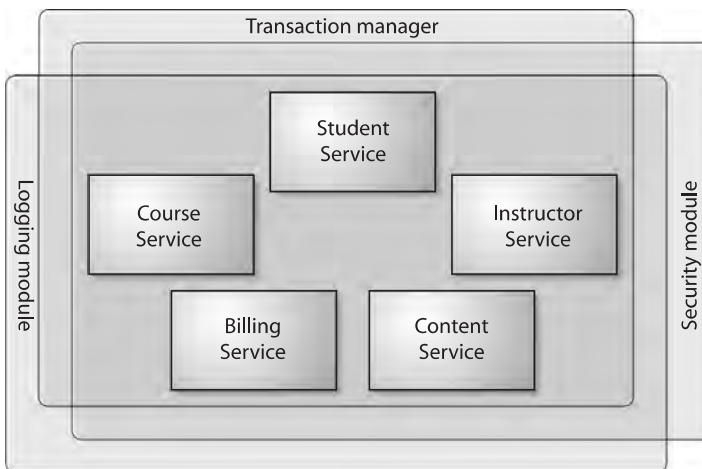 Transaction manager
Student
Service
Course
Service
Instructor
Service
Billing
Service
Content
Service
Logging module
Security module